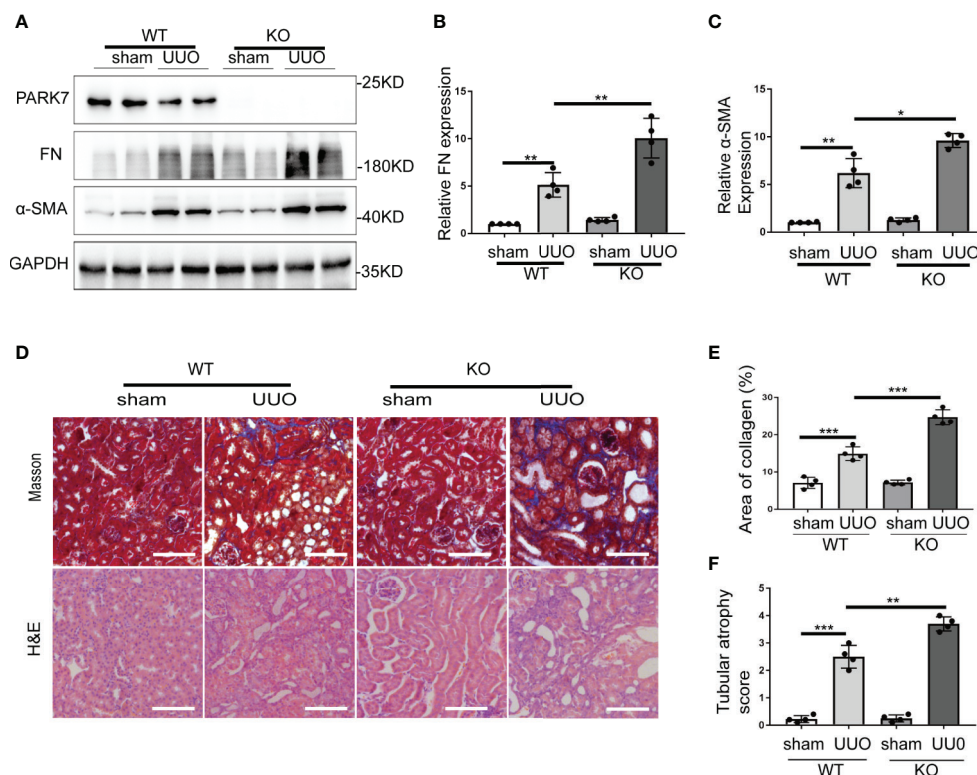 A
WT KO
sham UUO sham UUO
PARK7
-25KD
FN
-180KD
α-SMA
-40KD
GAPDH
-35KD
B
Relative FN expression
15
10
5
0
**
**
sham UUO sham UUO
WT KO
C
Relative α-SMA
Expression
15
10
5
0
**
*
sham UUO sham UUO
WT KO
D
WT KO
sham UUO sham UUO
Masson
H&E
E
Area of collagen (%)
30
20
10
0
***
***
sham UUO sham UUO
WT KO
F
Tubular atrophy
score
5
4
3
2
1
0
***
**
sham UUO sham UU0
WT KO